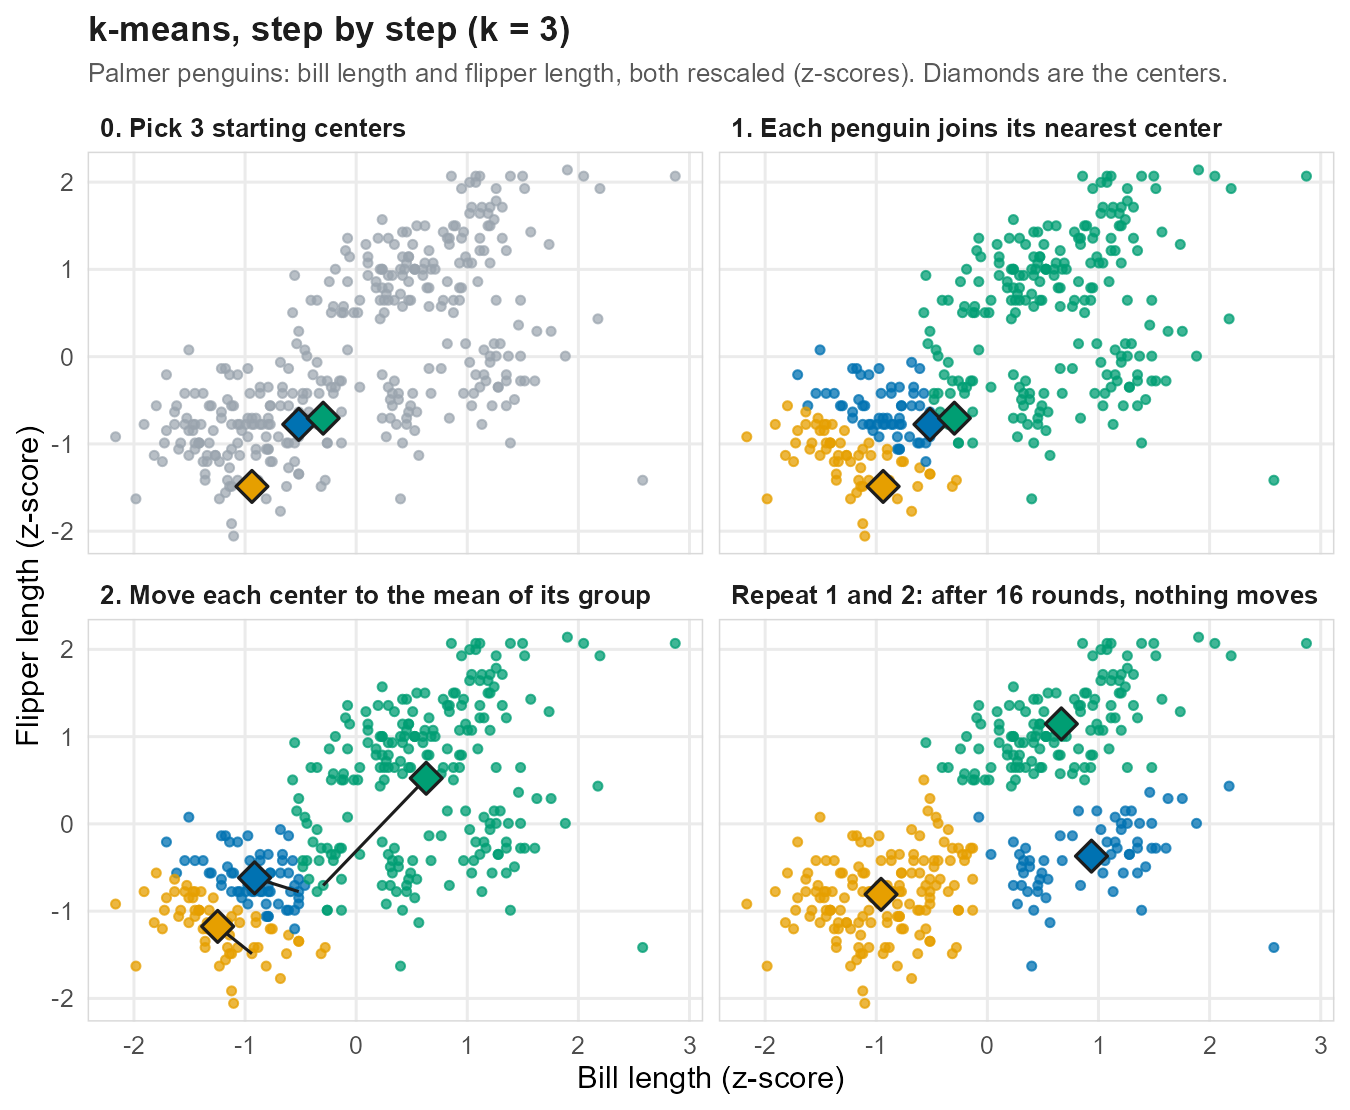 k-means, step by step (k = 3)
Palmer penguins: bill length and flipper length, both rescaled (z-scores). Diamonds are the centers.
0. Pick 3 starting centers
1. Each penguin joins its nearest center
2
1
0
-1
-2
2. Move each center to the mean of its group
Repeat 1 and 2: after 16 rounds, nothing moves
2
1
0
-1
-2
Flipper length (z-score)
-2 -1 0 1 2 3
-2 -1 0 1 2 3
Bill length (z-score)